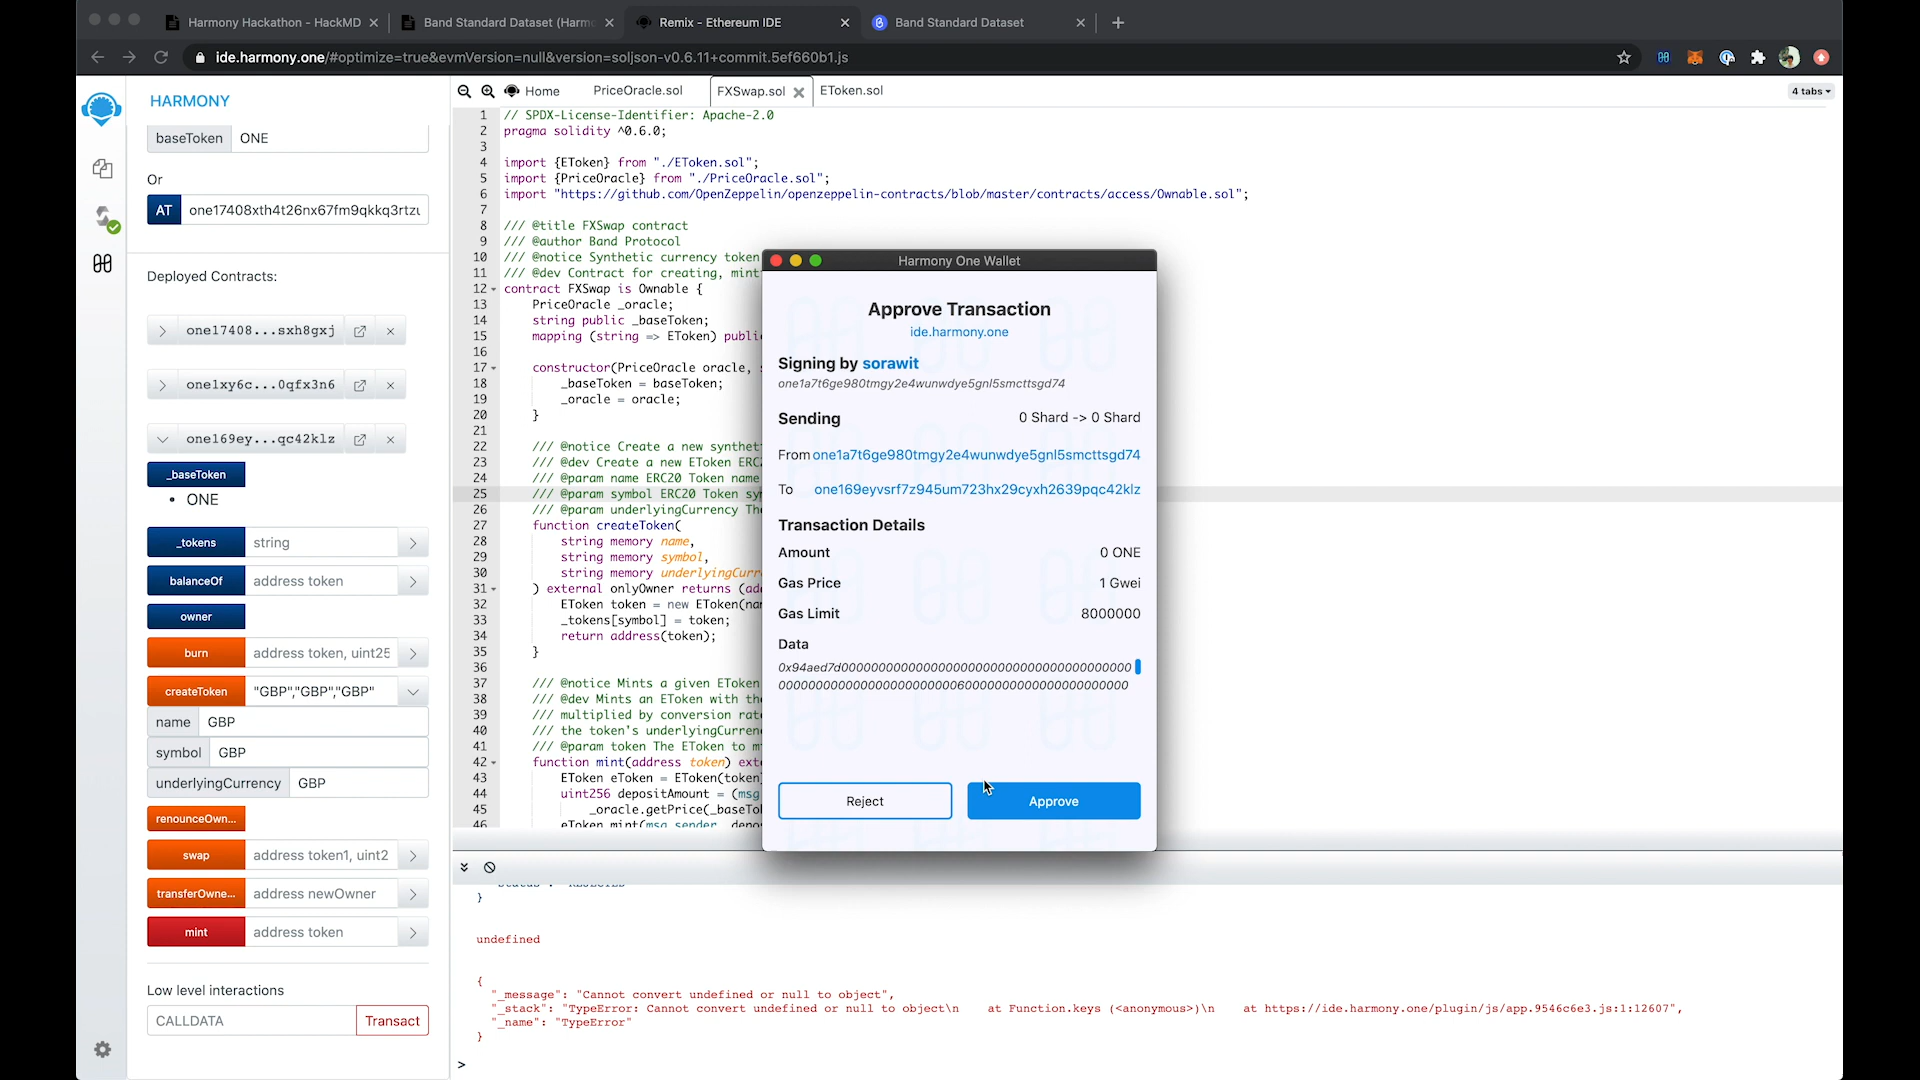 Harmony Hackathon - HackMD
Band Standard Dataset (Harm
Remix - Ethereum IDE
Band Standard Dataset
ide.harmony.one/#optimize=true&evmVersion=null&version=soljson-v0.6.11+commit.5ef660b1.js
HARMONY
baseToken ONE
Or
AT one17408xth4t26nx67fm9qkkq3rtzu
Deployed Contracts:
one17408...sxh8gxj
one1xy6c...0qfx3n6
one169ey...qc42klz
_baseToken
• ONE
_tokens string
balanceOf address token
owner
burn address token, uint25
createToken "GBP","GBP","GBP"
name GBP
symbol GBP
underlyingCurrency GBP
renounceOwn...
swap address token1, uint2
transferOwne... address newOwner
mint address token
Low level interactions
CALLDATA Transact
Home PriceOracle.sol FXSwap.sol EToken.sol
4 tabs
1 // SPDX-License-Identifier: Apache-2.0
2 pragma solidity ^0.6.0;
3
4 import {EToken} from "./EToken.sol";
5 import {PriceOracle} from "./PriceOracle.sol";
6 import "https://github.com/OpenZeppelin/openzeppelin-contracts/blob/master/contracts/access/Ownable.sol";
7
8 /// @title FXSwap contract
9 /// @author Band Protocol
10 /// @notice Synthetic currency token
11 /// @dev Contract for creating, mint
12 contract FXSwap is Ownable {
13 PriceOracle _oracle;
14 string public _baseToken;
15 mapping (string => EToken) publi
16
17 constructor(PriceOracle oracle, s
18 _baseToken = baseToken;
19 _oracle = oracle;
20 }
21
22 /// @notice Create a new synthet
23 /// @dev Create a new EToken ERC
24 /// @param name ERC20 Token name
25 /// @param symbol ERC20 Token sy
26 /// @param underlyingCurrency Th
27 function createToken(
28 string memory name,
29 string memory symbol,
30 string memory underlyingCurr
31 ) external onlyOwner returns (ad
32 EToken token = new EToken(na
33 _tokens[symbol] = token;
34 return address(token);
35 }
36
37 /// @notice Mints a given EToken
38 /// @dev Mints an EToken with th
39 /// multiplied by conversion rat
40 /// the token's underlyingCurren
41 /// @param token The EToken to m
42 function mint(address token) ext
43 EToken eToken = EToken(token
44 uint256 depositAmount = (msg
45 _oracle.getPrice(_baseTo
46 eToken.mint(msg.sender, depo
Harmony One Wallet
Approve Transaction
ide.harmony.one
Signing by sorawit
one1a7t6ge980tmgy2e4wunwdye5gnl5smcttsgd74
Sending 0 Shard -> 0 Shard
From one1a7t6ge980tmgy2e4wunwdye5gnl5smcttsgd74
To one169eyvsrf7z945um723hx29cyxh2639pqc42klz
Transaction Details
Amount 0 ONE
Gas Price 1 Gwei
Gas Limit 8000000
Data
Reject Approve
}
undefined
{
"_message": "Cannot convert undefined or null to object",
"_stack": "TypeError: Cannot convert undefined or null to object\n at Function.keys (<anonymous>)\n at https://ide.harmony.one/plugin/js/app.9546c6e3.js:1:12607",
"_name": "TypeError"
}
>